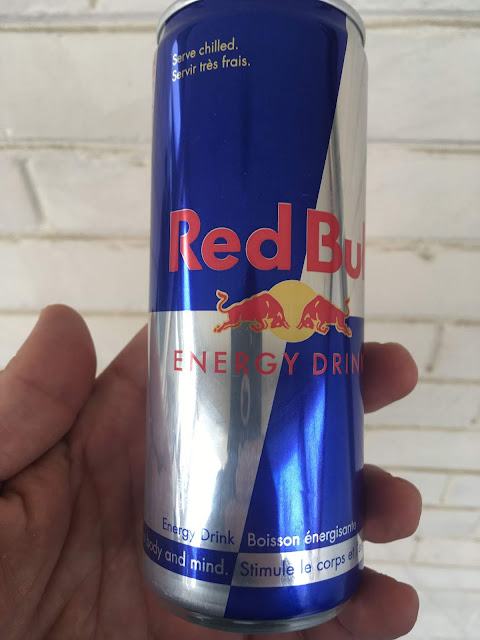 Serve chilled.
Servir très frais.
Red Bul
ENERGY DRIN
Energy Drink Boisson énergisante
body and mind. Stimule le corps et